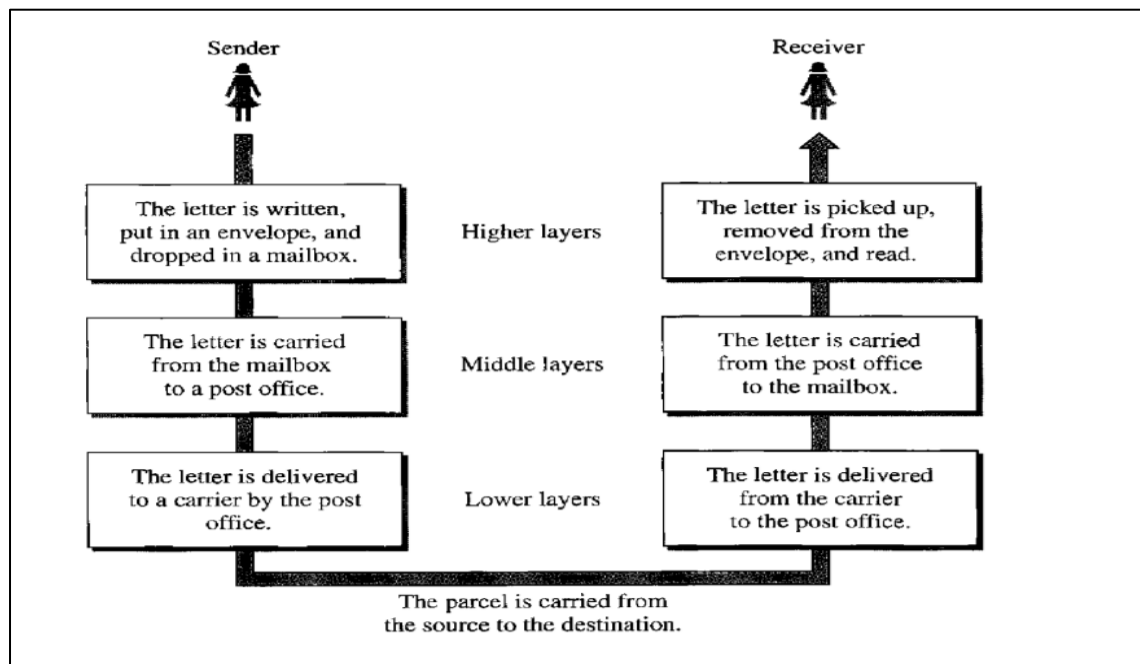 Sender
Receiver
The letter is written,
put in an envelope, and
dropped in a mailbox.
Higher layers
The letter is picked up,
removed from the
envelope, and read.
The letter is carried
from the mailbox
to a post office.
Middle layers
The letter is carried
from the post office
to the mailbox.
The letter is delivered
to a carrier by the post
office.
Lower layers
The letter is delivered
from the carrier
to the post office.
The parcel is carried from
the source to the destination.